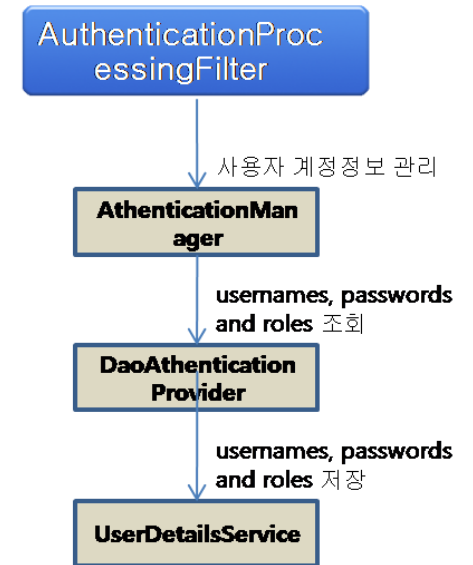 AuthenticationProc
essingFilter
사용자 계정정보 관리
AthenticationMan
ager
usernames, passwords
and roles 조회
DaoAthentication
Provider
usernames, passwords
and roles 저장
UserDetailsService